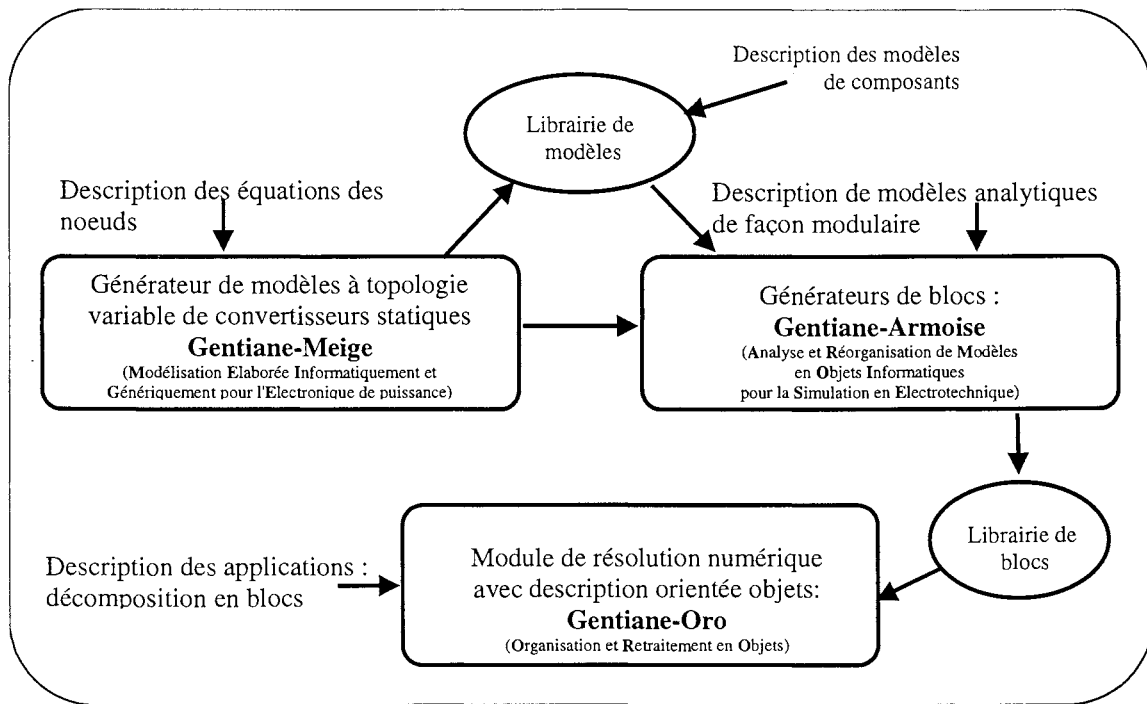 Description des modèles
de composants
Librairie de
modèles
Description des équations des
noeuds
Description de modèles analytiques
de façon modulaire
Générateur de modèles à topologie
variable de convertisseurs statiques
Gentiane-Meige
(Modélisation Elaborée Informatiquement et
Génériquement pour l'Electronique de puissance)
Générateurs de blocs :
Gentiane-Armoise
(Analyse et Réorganisation de Modèles
en Objets Informatiques
pour la Simulation en Electrotechnique)
Librairie de
blocs
Description des applications :
décomposition en blocs
Module de résolution numérique
avec description orientée objets:
Gentiane-Oro
(Organisation et Retraitement en Objets)